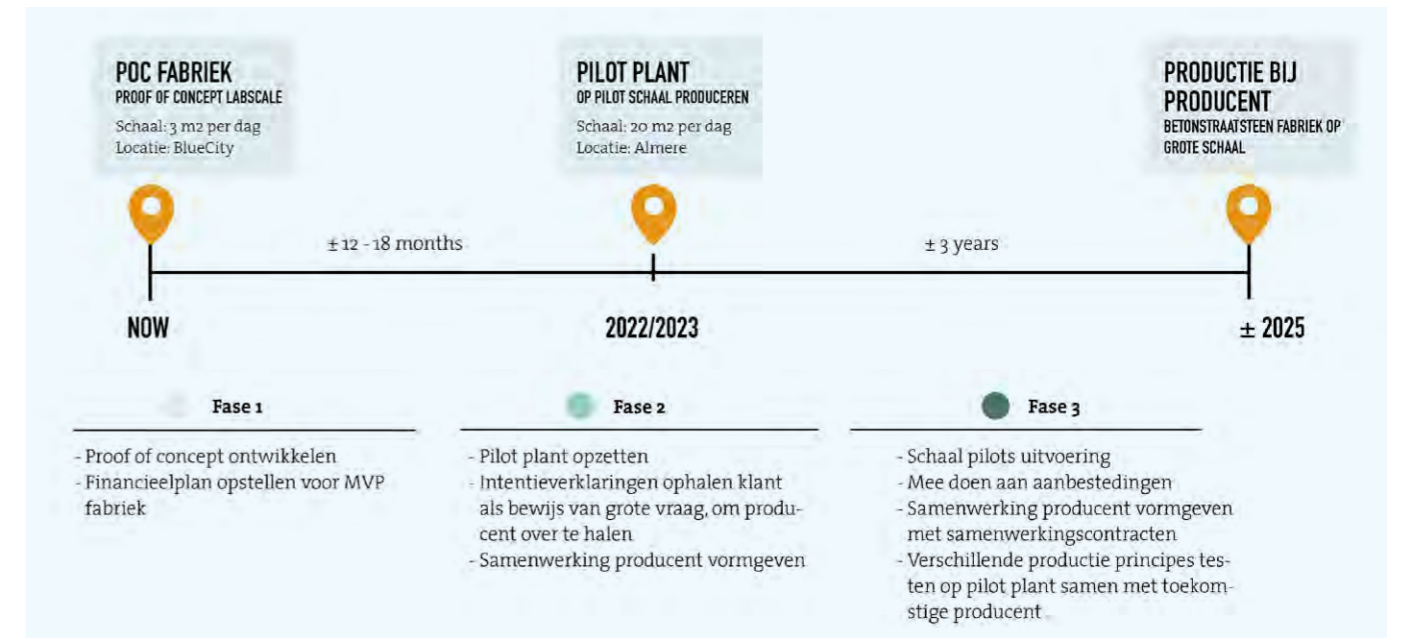 POC FABRIEK
PROOF OF CONCEPT LABSCALE
Schaal: 3 m2 per dag
Locatie: BlueCity
PILOT PLANT
OP PILOT SCHAAL PRODUCEREN
Schaal: 20 m2 per dag
Locatie: Almere
PRODUCTIE BIJ
PRODUCENT
BETONSTRAATSTEEN FABRIEK OP
GROTE SCHAAL
± 12 - 18 months
± 3 years
NOW
2022/2023
± 2025
Fase 1
- Proof of concept ontwikkelen
- Financieelplan opstellen voor MVP
fabriek
Fase 2
- Pilot plant opzetten
- Intentieverklaringen ophalen klant
als bewijs van grote vraag, om produ-
cent over te halen
- Samenwerking producent vormgeven
Fase 3
- Schaal pilots uitvoering
- Mee doen aan aanbestedingen
- Samenwerking producent vormgeven
met samenwerkingscontracten
- Verschillende productie principes tes-
ten op pilot plant samen met toekom-
stige producent